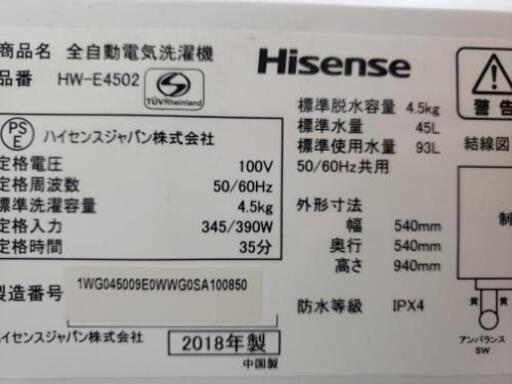 商品名 全自動電気洗濯機
品番 HW-E4502
TÜVRheinland
PS
E
ハイセンスジャパン株式会社
定格電圧 100V
定格周波数 50/60Hz
標準洗濯容量 4.5kg
定格入力 345/390W
定格時間 35分
製造番号 1WG045009E0WWG0SA100850
ハイセンスジャパン株式会社 2018年製
中国製
Hisense
標準脱水容量 4.5kg
標準水量 45L
標準使用水量 93L
50/60Hz共用
外形寸法
幅 540mm
奥行 540mm
高さ 940mm
防水等級 IPX4
警告
結線図
制
黄 黄
アンバランス
SW